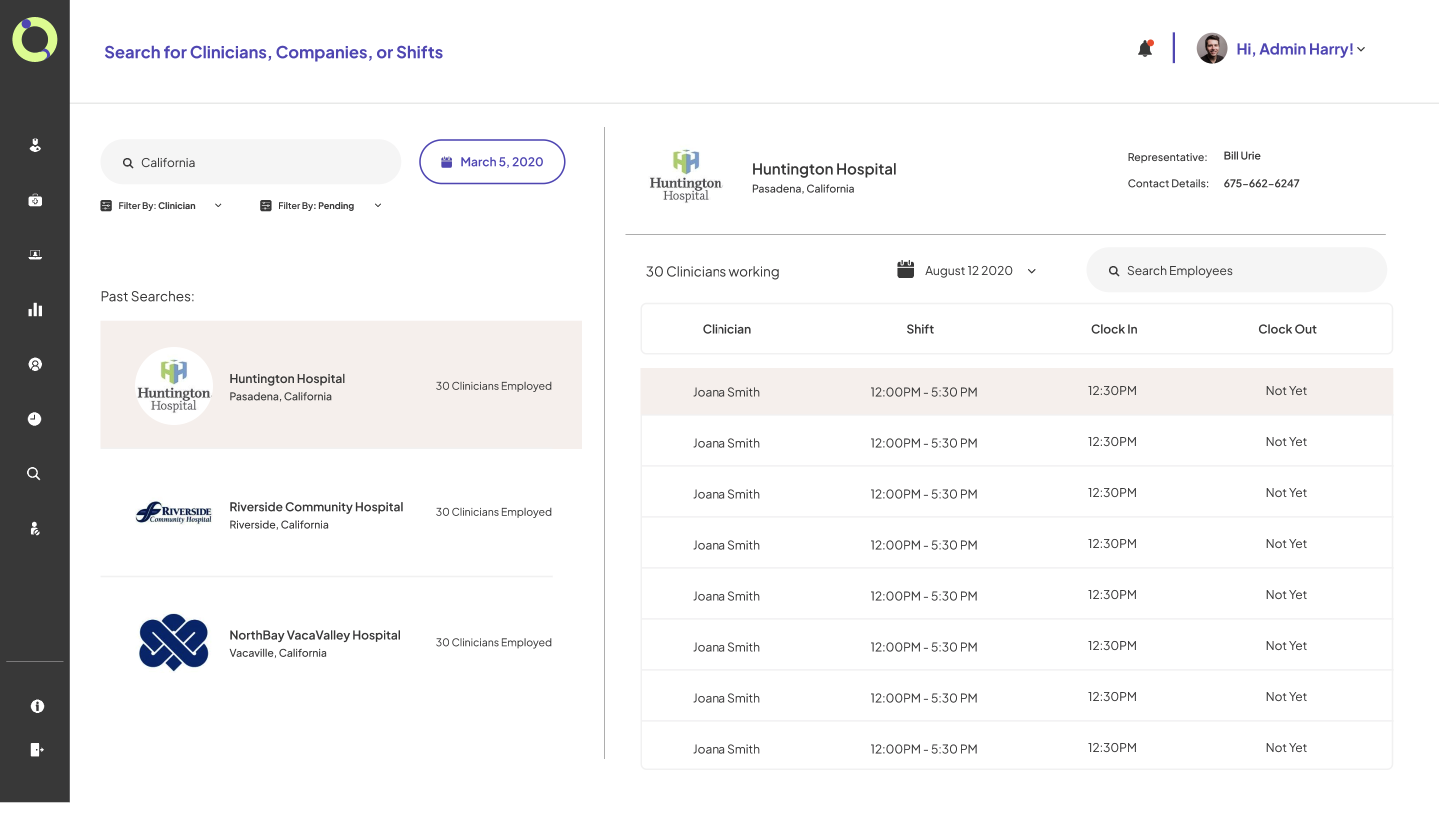 Search for Clinicians, Companies, or Shifts
Hi, Admin Harry!
California
March 5, 2020
Filter By: Clinician
Filter By: Pending
Past Searches:
Huntington
Hospital
Huntington Hospital
Pasadena, California
30 Clinicians Employed
RIVERSIDE
Community Hospital
Riverside Community Hospital
Riverside, California
30 Clinicians Employed
NorthBay VacaValley Hospital
Vacaville, California
30 Clinicians Employed
Huntington
Hospital
Huntington Hospital
Pasadena, California
Representative: Bill Urie
Contact Details: 675-662-6247
30 Clinicians working
August 12 2020
Search Employees
Clinician Shift Clock In Clock Out
Joana Smith 12:00PM - 5:30 PM 12:30PM Not Yet
Joana Smith 12:00PM - 5:30 PM 12:30PM Not Yet
Joana Smith 12:00PM - 5:30 PM 12:30PM Not Yet
Joana Smith 12:00PM - 5:30 PM 12:30PM Not Yet
Joana Smith 12:00PM - 5:30 PM 12:30PM Not Yet
Joana Smith 12:00PM - 5:30 PM 12:30PM Not Yet
Joana Smith 12:00PM - 5:30 PM 12:30PM Not Yet
Joana Smith 12:00PM - 5:30 PM 12:30PM Not Yet